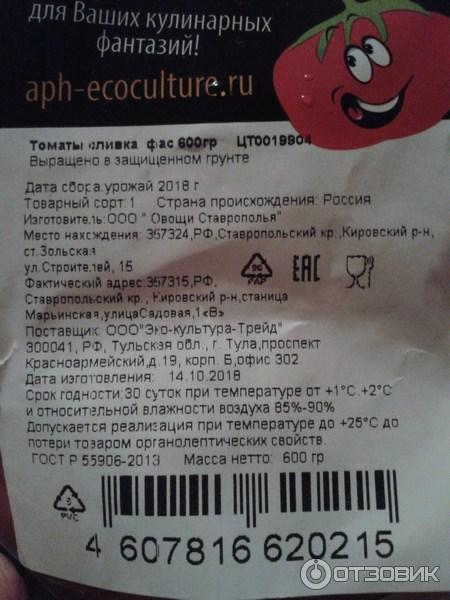 для Ваших кулинарных
фантазий!
aph-ecoculture.ru
Томаты сливка фас 600гр ЦТ0019904
Выращено в защищенном грунте
Дата сбора:урожай 2018 г
Товарный сорт:1 Страна происхождения: Россия
Изготовитель:ООО " Овощи Ставрополья"
Место нахождения: 357324,РФ,Ставропольский кр.,Кировский р-н,
ст.Зольская
ул.Строителей, 15
Фактический адрес:357315,РФ,
Ставропольский кр., Кировский р-н,станица
Марьинская,улицаСадовая,1«В»
Поставщик: ООО"Эко-культура-Трейд"
300041, РФ, Тульская обл., г. Тула,проспект
Красноармейский,д.19, корп. Б,офис 302
Дата изготовления: 14.10.2018
Срок годности:30 суток при температуре от +1°С.+2°С
и относительной влажности воздуха 85%-90%
Допускается реализация при температуре до +25°С до
потери товаром органолептических свойств.
ГОСТ Р 55906-2013 Масса нетто: 600 гр
20
PAP
EAC
3
PVC
4 607816 620215
ОТЗОВИК